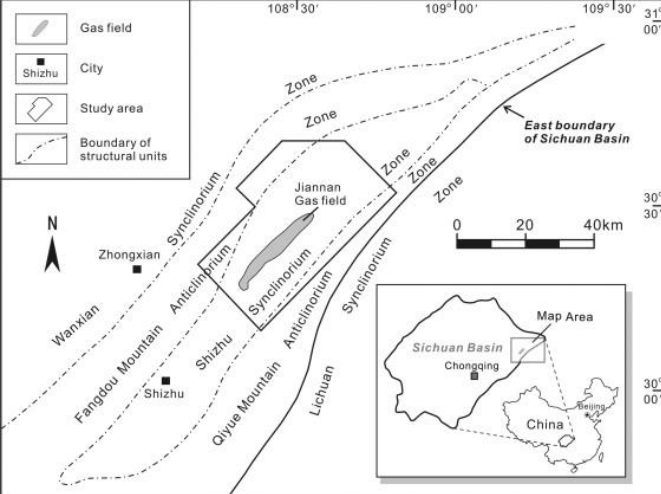 108°30′
109°00′
109°30′
31°
00′
Gas field
Shizhu
City
Study area
Boundary of
structural units
Zone
Zone
Zone
Zone
Zone
East boundary
of Sichuan Basin
Jiannan
Gas field
N
Zhongxian
Wanxian Synclinorium
Fangdou Mountain Anticlinorium
Shizhu Synclinorium
Qiyue Mountain Anticlinorium
Lichuan Synclinorium
Shizhu
30°
30′
0 20 40km
Map Area
Sichuan Basin
Chongqing
Beijing
China
30°
00′